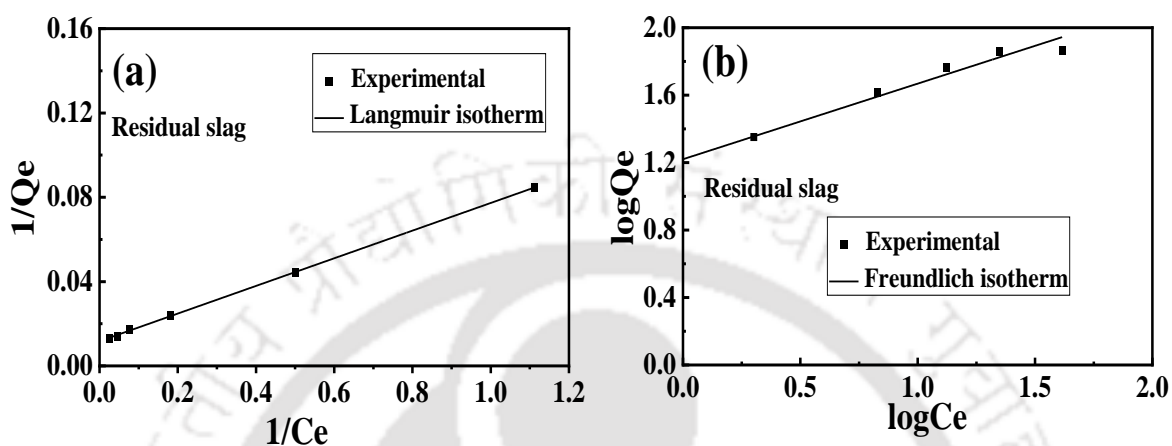 (a)
Residual slag
Experimental
Langmuir isotherm
1/Qe
0.16
0.12
0.08
0.04
0.00
0.0 0.2 0.4 0.6 0.8 1.0 1.2
1/Ce
(b)
Residual slag
Experimental
Freundlich isotherm
logQe
2.0
1.6
1.2
0.8
0.4
0.0
0.0 0.5 1.0 1.5 2.0
logCe